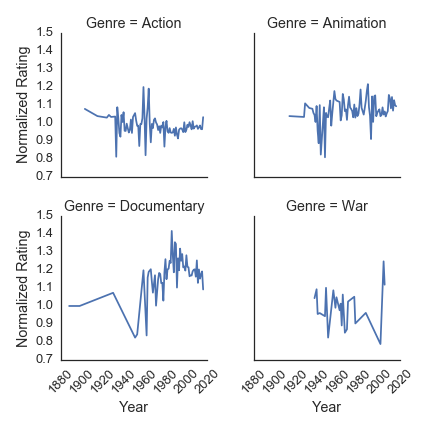 Genre = Action
Genre = Animation
Normalized Rating
1.5
1.4
1.3
1.2
1.1
1.0
0.9
0.8
0.7
Genre = Documentary
Genre = War
Normalized Rating
1.5
1.4
1.3
1.2
1.1
1.0
0.9
0.8
0.7
1880 1900 1920 1940 1960 1980 2000 2020
1880 1900 1920 1940 1960 1980 2000 2020
Year
Year